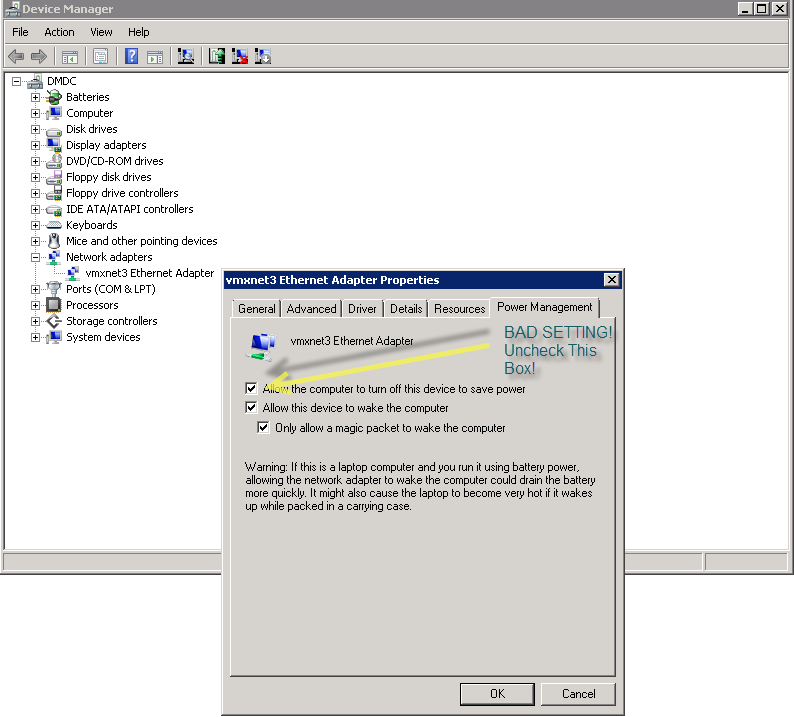 Device Manager
File Action View Help
DMDC
Batteries
Computer
Disk drives
Display adapters
DVD/CD-ROM drives
Floppy disk drives
Floppy drive controllers
IDE ATA/ATAPI controllers
Keyboards
Mice and other pointing devices
Network adapters
vmxnet3 Ethernet Adapter
Ports (COM & LPT)
Processors
Storage controllers
System devices
vmxnet3 Ethernet Adapter Properties
General Advanced Driver Details Resources Power Management
vmxnet3 Ethernet Adapter
BAD SETTING!
Uncheck This
Box!
Allow the computer to turn off this device to save power
Allow this device to wake the computer
Only allow a magic packet to wake the computer
Warning: If this is a laptop computer and you run it using battery power,
allowing the network adapter to wake the computer could drain the battery
more quickly. It might also cause the laptop to become very hot if it wakes
up while packed in a carrying case.
OK Cancel